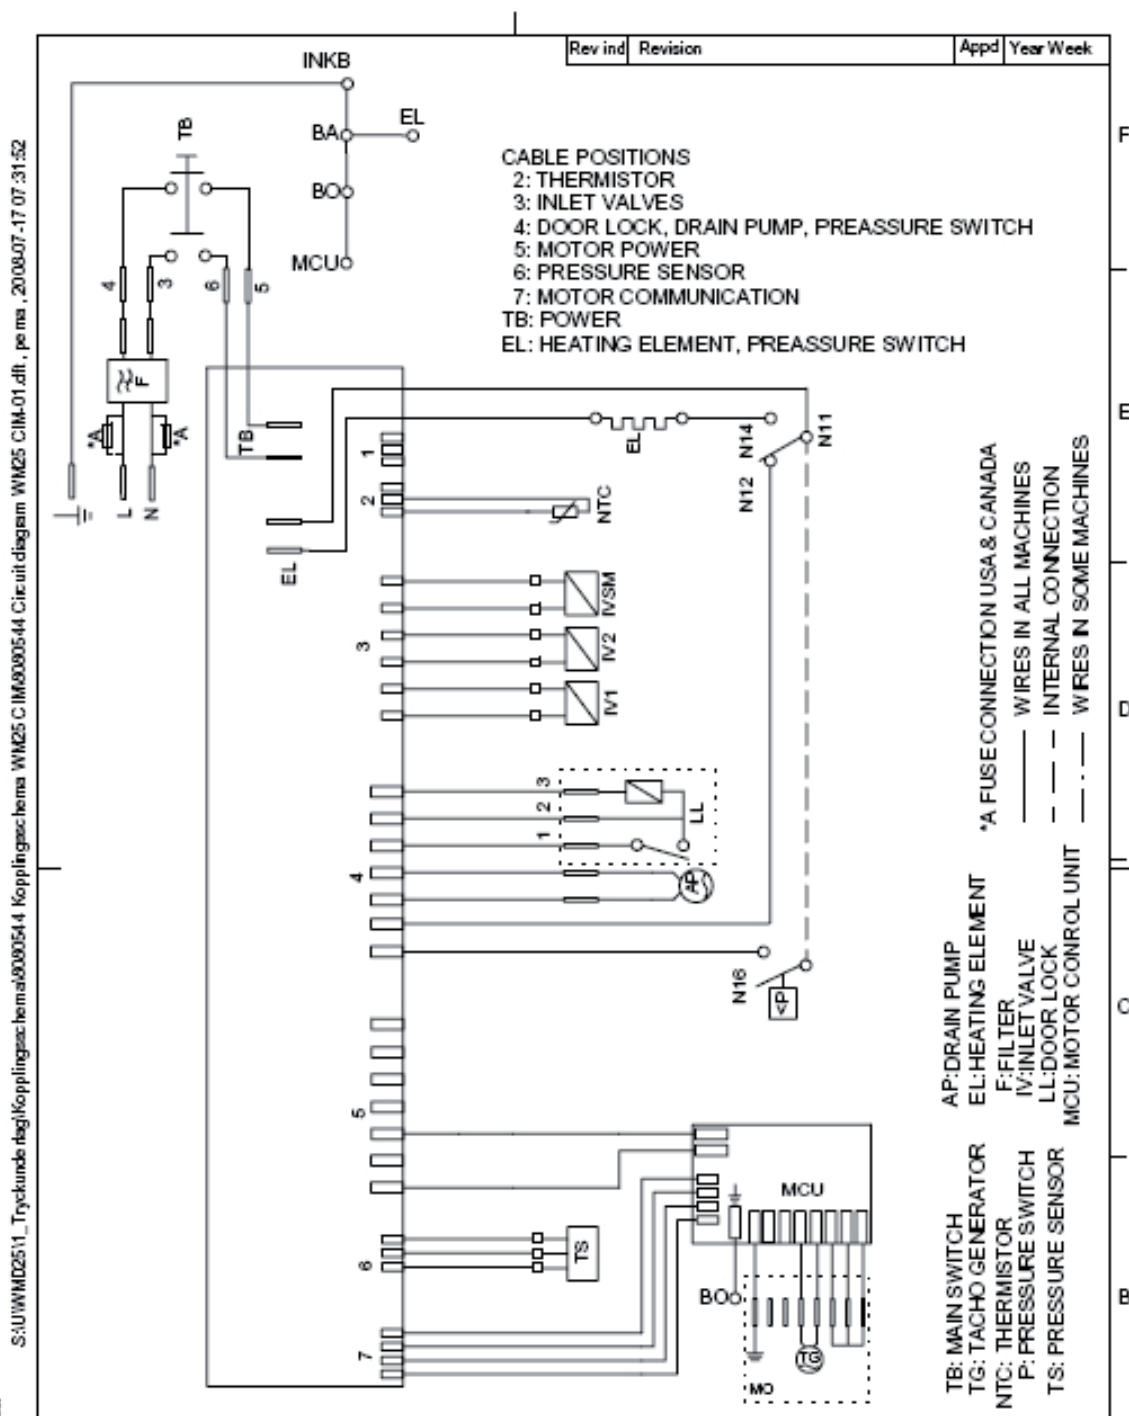 Rev ind Revision Appd Year Week
INKB
BA EL
BO
MCU
TB
CABLE POSITIONS
2: THERMISTOR
3: INLET VALVES
4: DOOR LOCK, DRAIN PUMP, PREASSURE SWITCH
5: MOTOR POWER
6: PRESSURE SENSOR
7: MOTOR COMMUNICATION
TB: POWER
EL: HEATING ELEMENT, PREASSURE SWITCH
4 3 6 5
F
*A *A
L N
TB
EL
1
2
3
4
5
6
7
EL
N14 N11
N12
NTC
IVSM
IV2
IV1
3
2
1
LL
AP
N16
<P
TS
MCU
BO
TG
MO
*A FUSE CONNECTION USA & CANADA
WIRES IN ALL MACHINES
INTERNAL CONNECTION
WIRES IN SOME MACHINES
AP:DRAIN PUMP
EL:HEATING ELEMENT
F:FILTER
IV:INLET VALVE
LL:DOOR LOCK
MCU: MOTOR CONROL UNIT
TB: MAIN SWITCH
TG: TACHO GENERATOR
NTC: THERMISTOR
P: PRESSURE SWITCH
TS: PRESSURE SENSOR
F
E
D
C
B